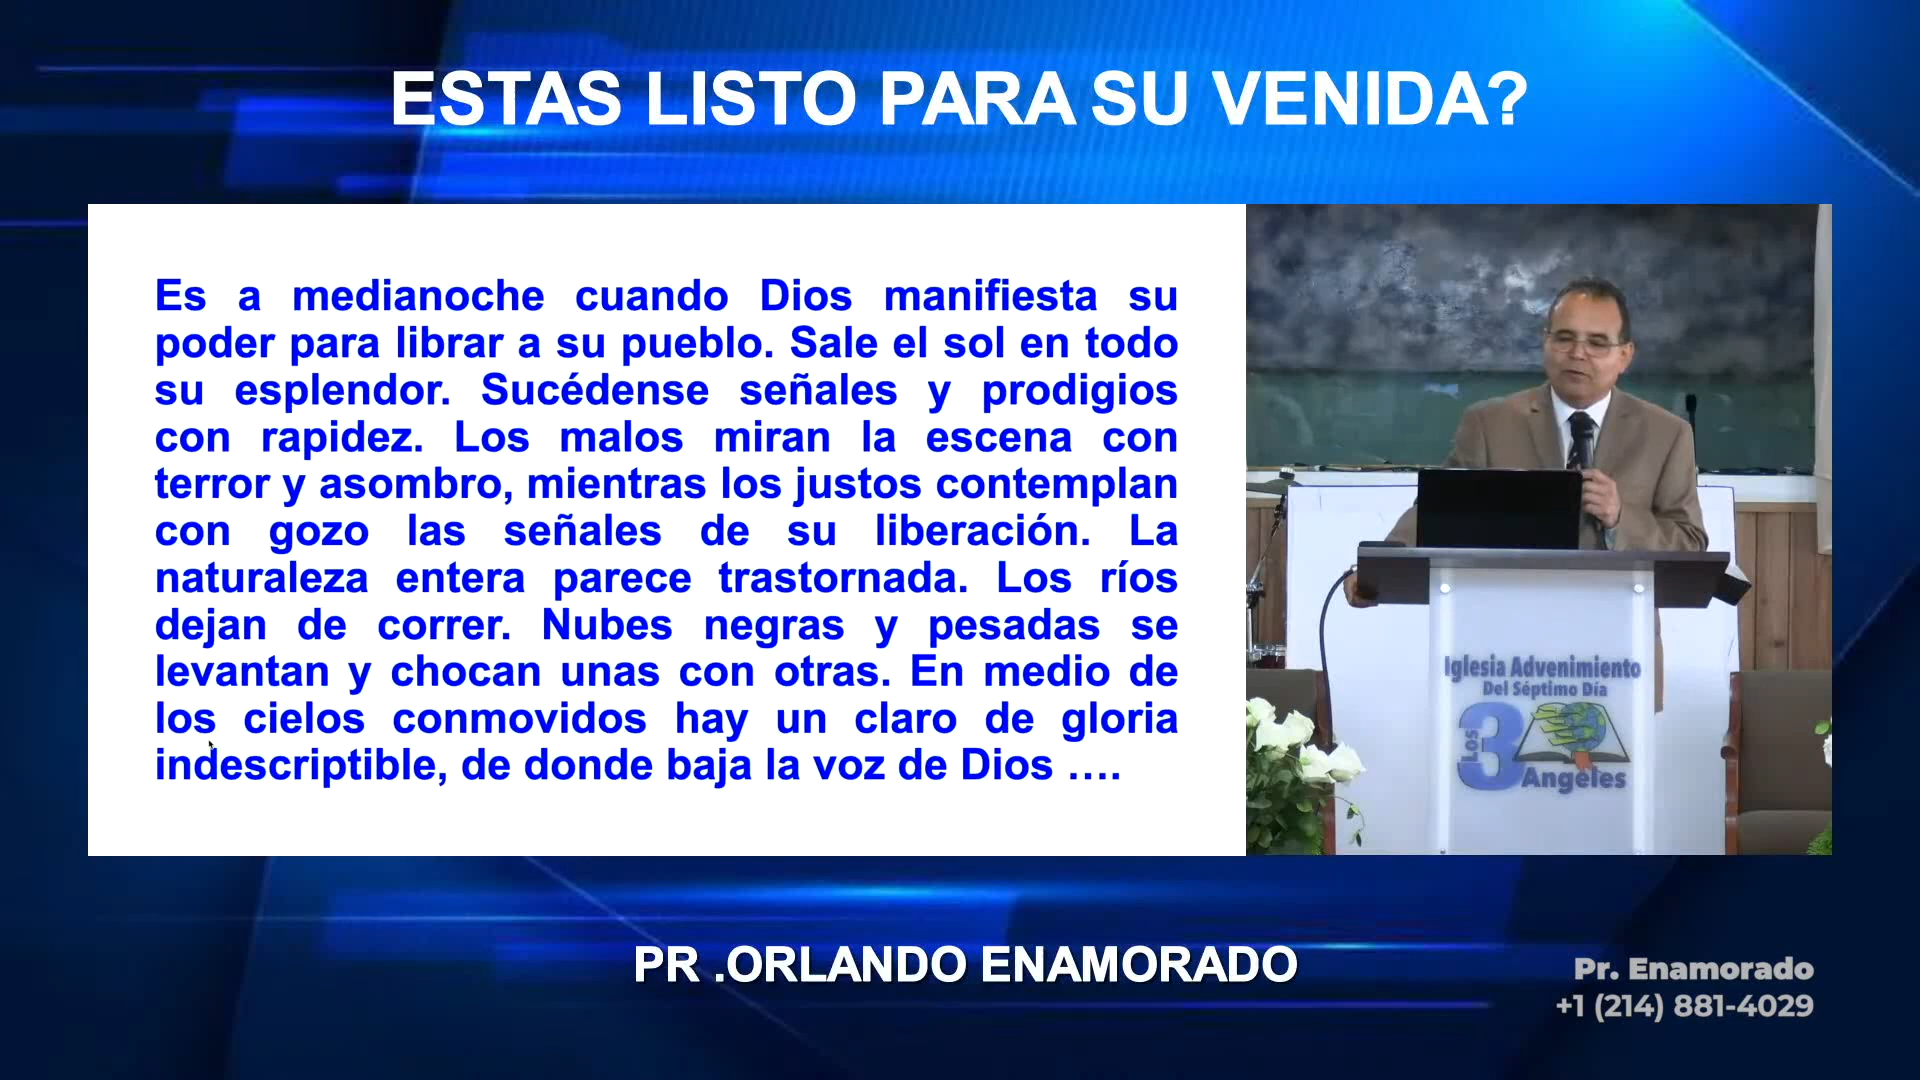 ESTAS LISTO PARA SU VENIDA?
Es a medianoche cuando Dios manifiesta su
poder para librar a su pueblo. Sale el sol en todo
su esplendor. Sucédense señales y prodigios
con rapidez. Los malos miran la escena con
terror y asombro, mientras los justos contemplan
con gozo las señales de su liberación. La
naturaleza entera parece trastornada. Los ríos
dejan de correr. Nubes negras y pesadas se
levantan y chocan unas con otras. En medio de
los cielos conmovidos hay un claro de gloria
indescriptible, de donde baja la voz de Dios ….
Iglesia Advenimiento
Del Séptimo Día
Los 3
Angeles
PR .ORLANDO ENAMORADO
Pr. Enamorado
+1 (214) 881-4029